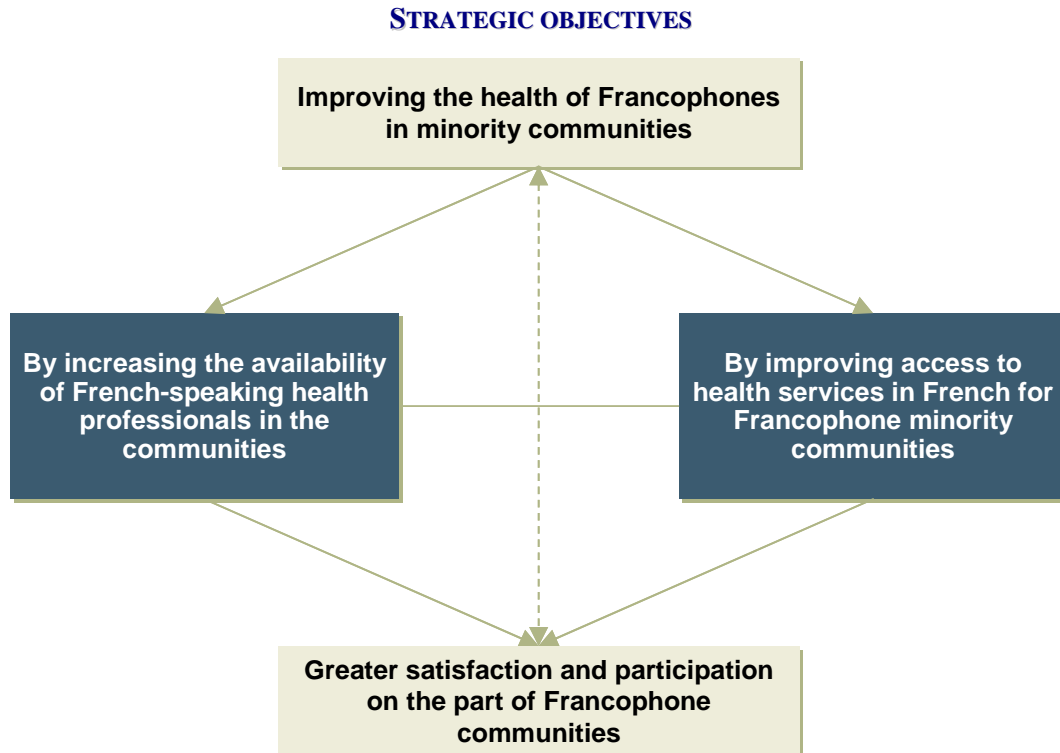 STRATEGIC OBJECTIVES
Improving the health of Francophones
in minority communities
By increasing the availability
of French-speaking health
professionals in the
communities
By improving access to
health services in French for
Francophone minority
communities
Greater satisfaction and participation
on the part of Francophone
communities